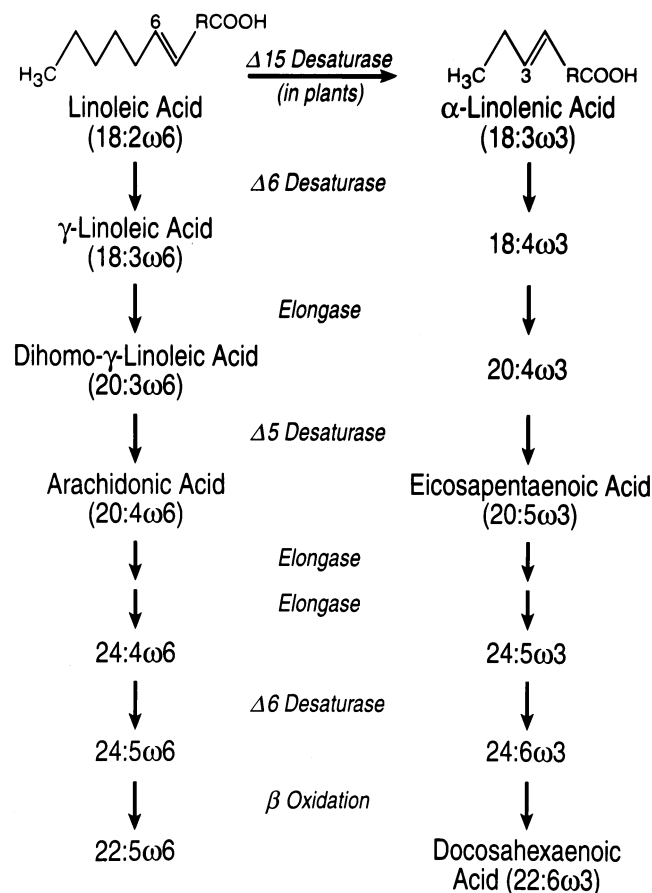 6
RCOOH
H3C
Δ15 Desaturase
(in plants)
H3C
3
RCOOH
Linoleic Acid
(18:2ω6)
α-Linolenic Acid
(18:3ω3)
Δ6 Desaturase
γ-Linoleic Acid
(18:3ω6)
18:4ω3
Elongase
Dihomo-γ-Linoleic Acid
(20:3ω6)
20:4ω3
Δ5 Desaturase
Arachidonic Acid
(20:4ω6)
Eicosapentaenoic Acid
(20:5ω3)
Elongase
Elongase
24:4ω6
24:5ω3
Δ6 Desaturase
24:5ω6
24:6ω3
β Oxidation
22:5ω6
Docosahexaenoic
Acid (22:6ω3)